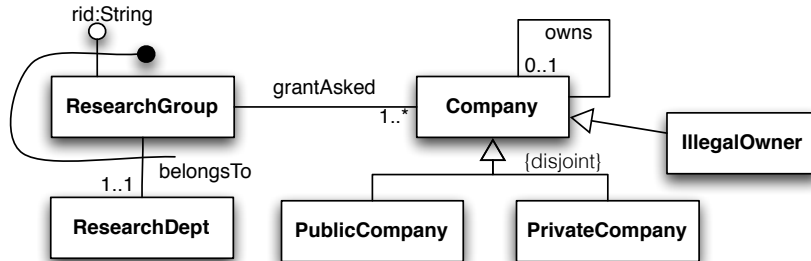 rid:String
owns
0..1
ResearchGroup
grantAsked
1..*
Company
IllegalOwner
{disjoint}
belongsTo
1..1
ResearchDept
PublicCompany
PrivateCompany